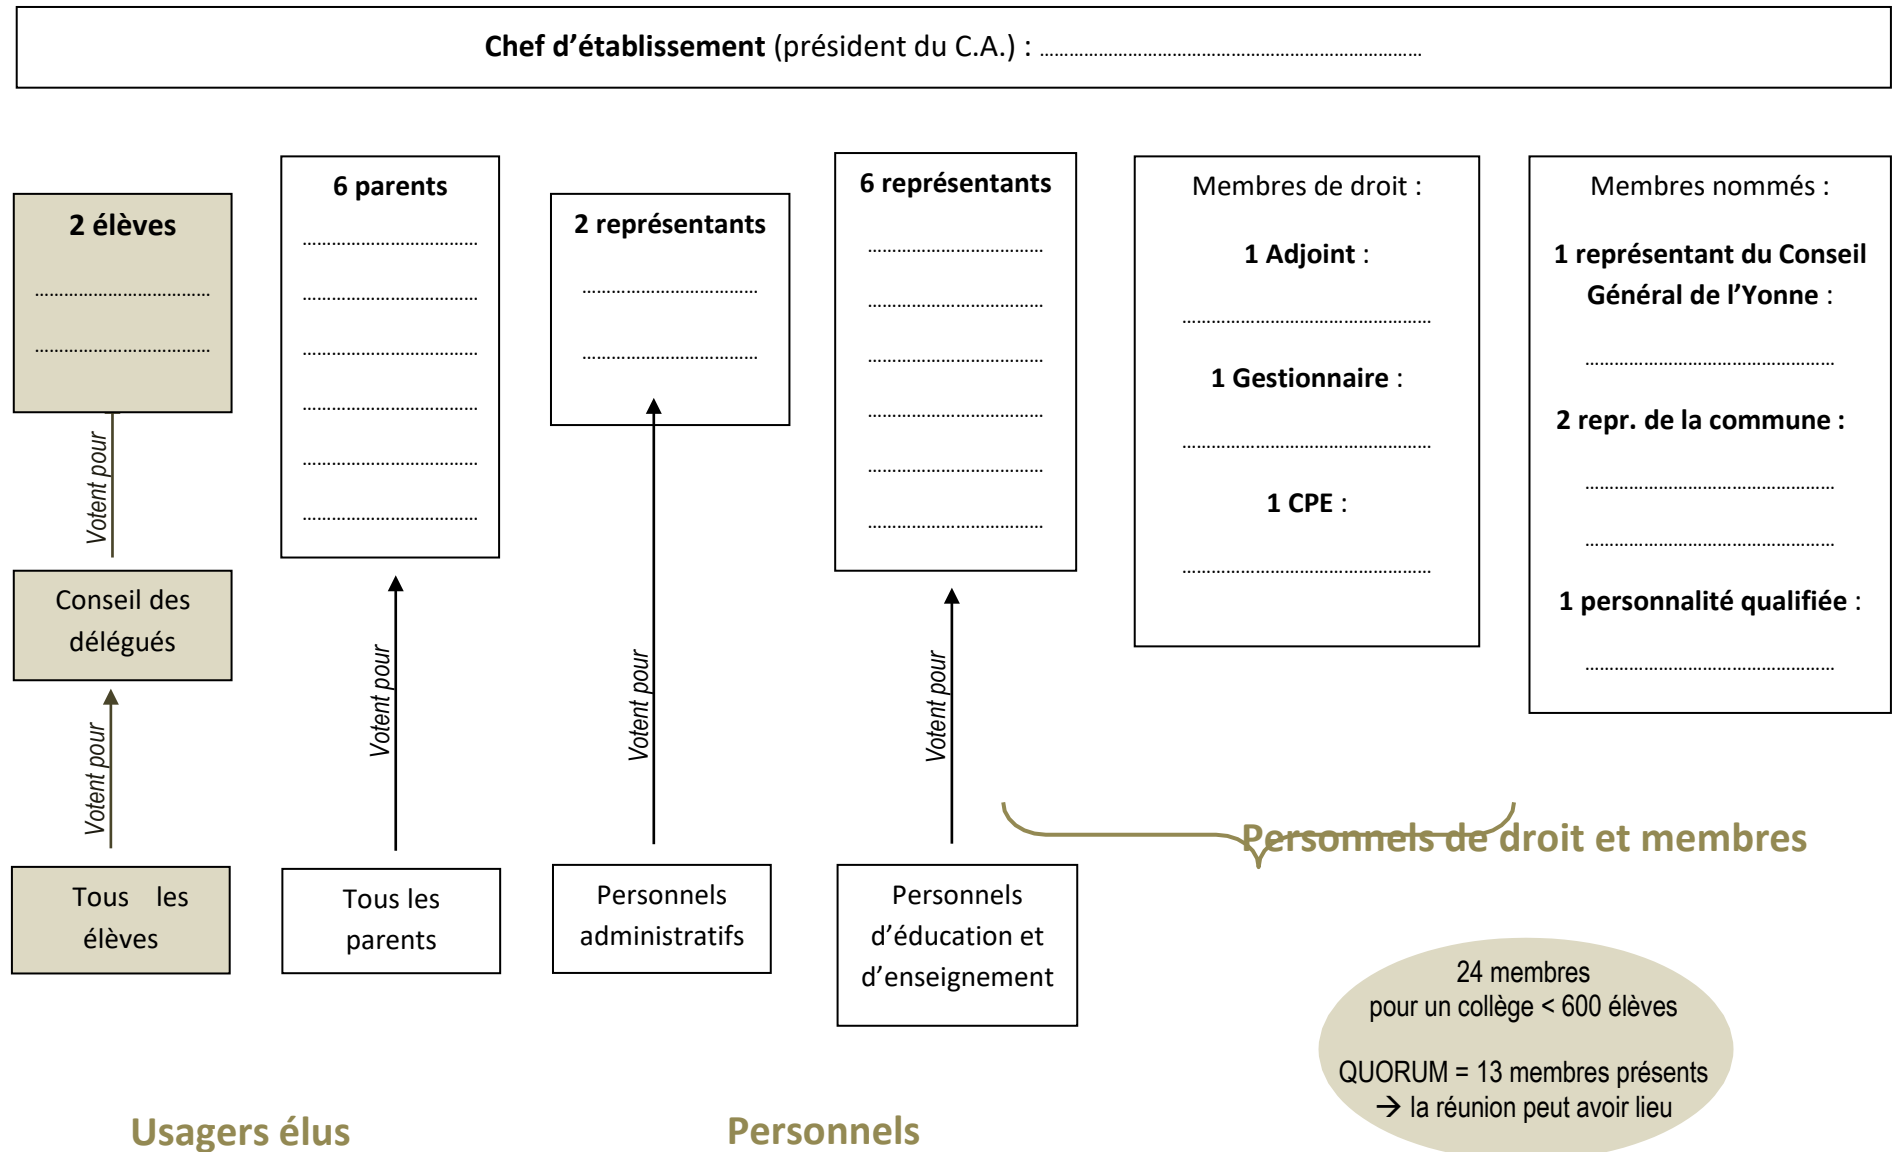 Chef d’établissement (président du C.A.) : ……………………………………………………………………
2 élèves
………………………………
………………………………
Votent pour
Conseil des
délégués
Votent pour
Tous les
élèves
6 parents
………………………………
………………………………
………………………………
………………………………
………………………………
………………………………
Votent pour
Tous les
parents
2 représentants
………………………………
………………………………
Votent pour
Personnels
administratifs
6 représentants
………………………………
………………………………
………………………………
………………………………
………………………………
………………………………
Votent pour
Personnels
d’éducation et
d’enseignement
Membres de droit :
1 Adjoint :
……………………………………………
1 Gestionnaire :
……………………………………………
1 CPE :
……………………………………………
Membres nommés :
1 représentant du Conseil
Général de l’Yonne :
……………………………………………
2 repr. de la commune :
……………………………………………
……………………………………………
1 personnalité qualifiée :
……………………………………………
Personnels de droit et membres
24 membres
pour un collège < 600 élèves
QUORUM = 13 membres présents
→ la réunion peut avoir lieu
Usagers élus
Personnels